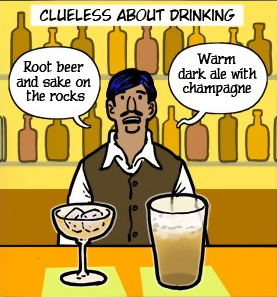 CLUELESS ABOUT DRINKING
Root beer
and sake on
the rocks
Warm
dark ale with
champagne